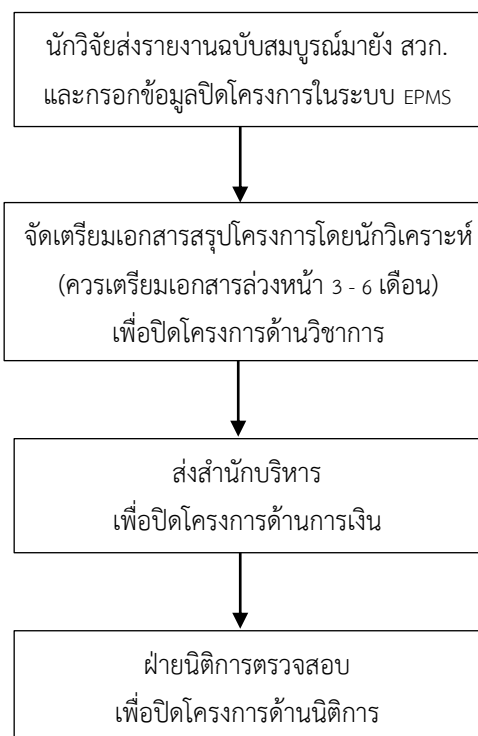 นักวิจัยส่งรายงานฉบับสมบูรณ์มายัง สวก.
และกรอกข้อมูลปิดโครงการในระบบ EPMS
จัดเตรียมเอกสารสรุปโครงการโดยนักวิเคราะห์
(ควรเตรียมเอกสารล่วงหน้า 3 - 6 เดือน)
เพื่อปิดโครงการด้านวิชาการ
ส่งสำนักบริหาร
เพื่อปิดโครงการด้านการเงิน
ฝ่ายนิติการตรวจสอบ
เพื่อปิดโครงการด้านนิติการ